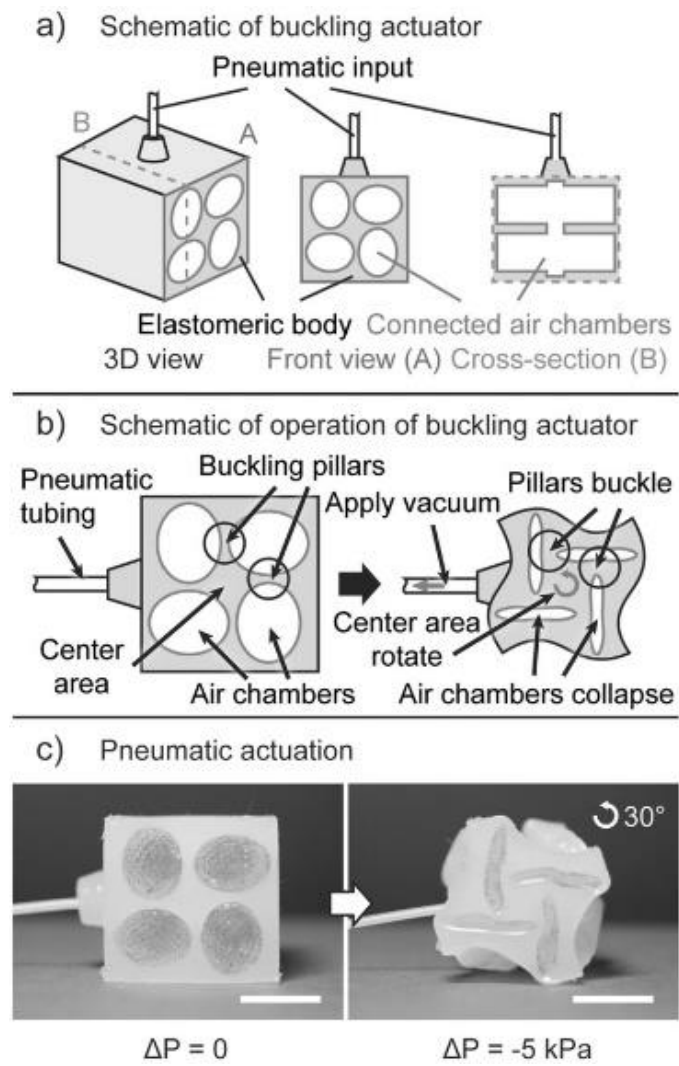 a) Schematic of buckling actuator
Pneumatic input
B
A
Elastomeric body Connected air chambers
3D view Front view (A) Cross-section (B)
b) Schematic of operation of buckling actuator
Pneumatic
tubing
Buckling pillars
Apply vacuum
Pillars buckle
Center
area
Air chambers
Center area
rotate
Air chambers collapse
c) Pneumatic actuation
30°
ΔP = 0
ΔP = -5 kPa